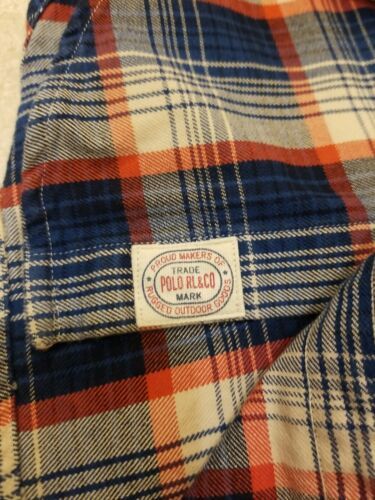 PROUD MAKERS OF
TRADE
POLO RL&CO
MARK
RUGGED OUTDOOR GOODS